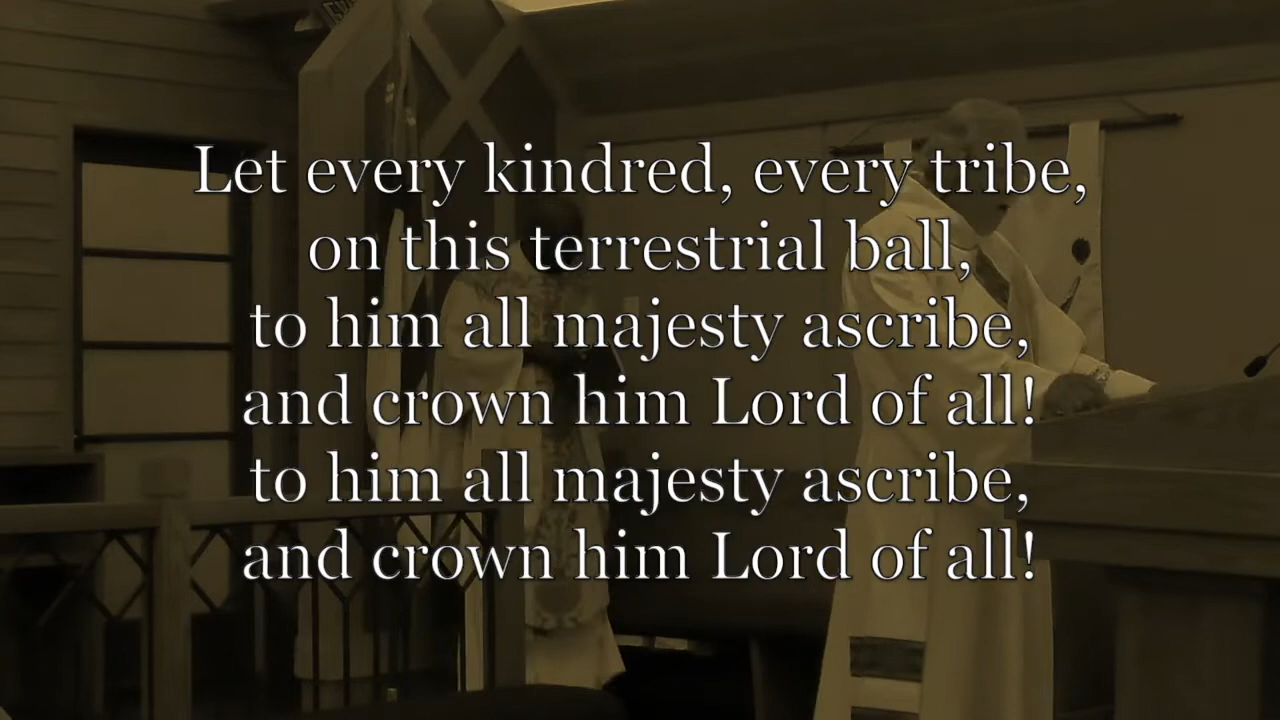 Let every kindred, every tribe,
on this terrestrial ball,
to him all majesty ascribe,
and crown him Lord of all!
to him all majesty ascribe,
and crown him Lord of all!